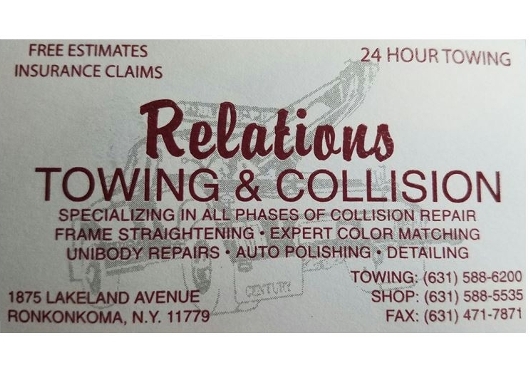 FREE ESTIMATES
INSURANCE CLAIMS
24 HOUR TOWING
Relations
TOWING & COLLISION
SPECIALIZING IN ALL PHASES OF COLLISION REPAIR
FRAME STRAIGHTENING • EXPERT COLOR MATCHING
UNIBODY REPAIRS • AUTO POLISHING • DETAILING
CENTURY
1875 LAKELAND AVENUE
RONKONKOMA, N.Y. 11779
TOWING: (631) 588-6200
SHOP: (631) 588-5535
FAX: (631) 471-7871